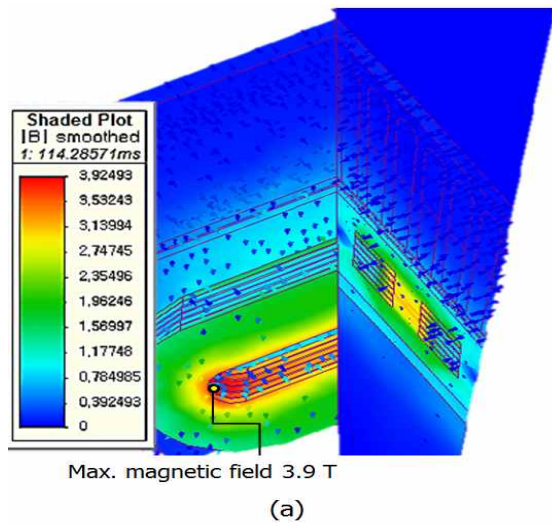 Shaded Plot
|B| smoothed
1: 114.28571ms
3,92493
3,53243
3,13994
2,74745
2,35496
1,96246
1,56997
1,17748
0,784985
0,392493
0
Max. magnetic field 3.9 T
(a)